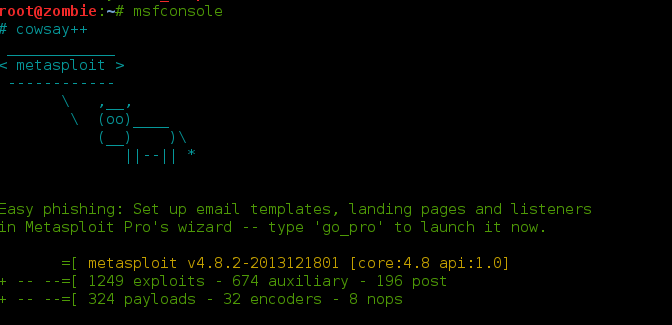 root@zombie:~# msfconsole
# cowsay++
 ____________
< metasploit >
 ------------
       \   ,__,
        \  (oo)____
           (__)    )\
              ||--|| *
Easy phishing: Set up email templates, landing pages and listeners
in Metasploit Pro's wizard -- type 'go_pro' to launch it now.
       =[ metasploit v4.8.2-2013121801 [core:4.8 api:1.0]
+ -- --=[ 1249 exploits - 674 auxiliary - 196 post
+ -- --=[ 324 payloads - 32 encoders - 8 nops